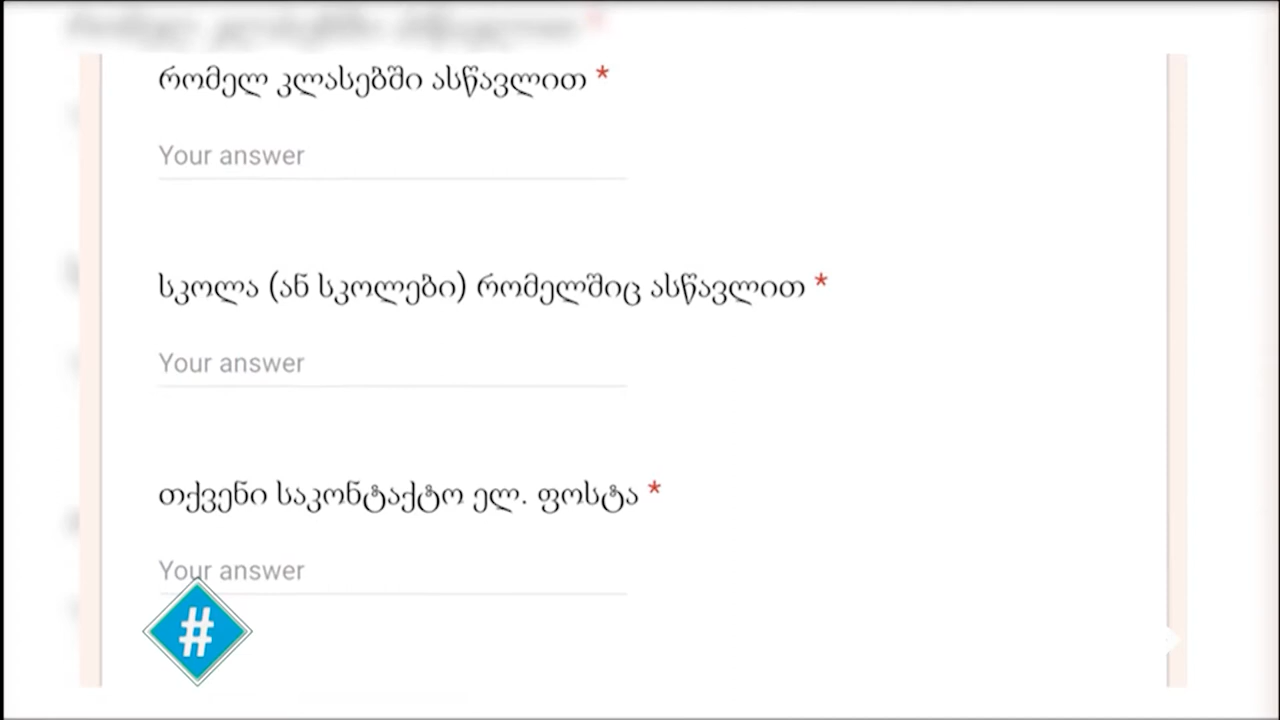 რომელ კლასებში ასწავლით *
Your answer
სკოლა (ან სკოლები) რომელშიც ასწავლით *
Your answer
თქვენი საკონტაქტო ელ. ფოსტა *
Your answer
#